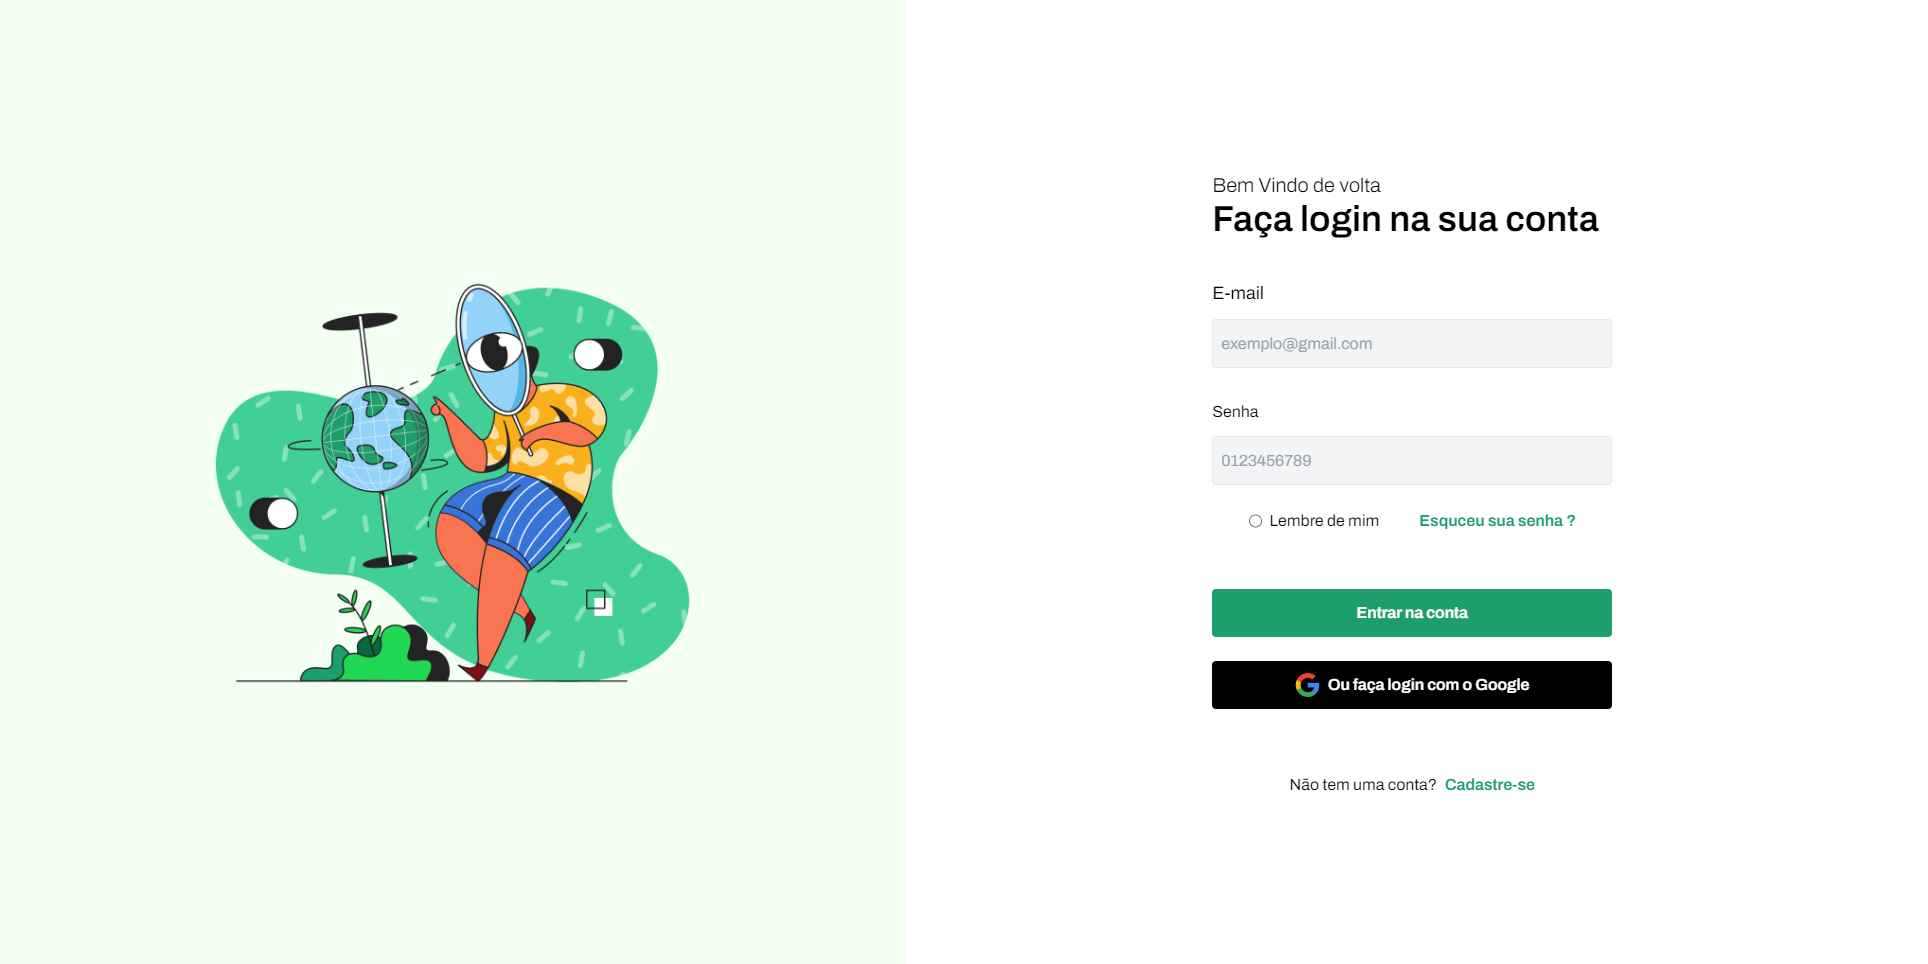 Bem Vindo de volta
Faça login na sua conta
E-mail
exemplo@gmail.com
Senha
0123456789
Lembre de mim Esquceu sua senha ?
Entrar na conta
Ou faça login com o Google
Não tem uma conta? Cadastre-se